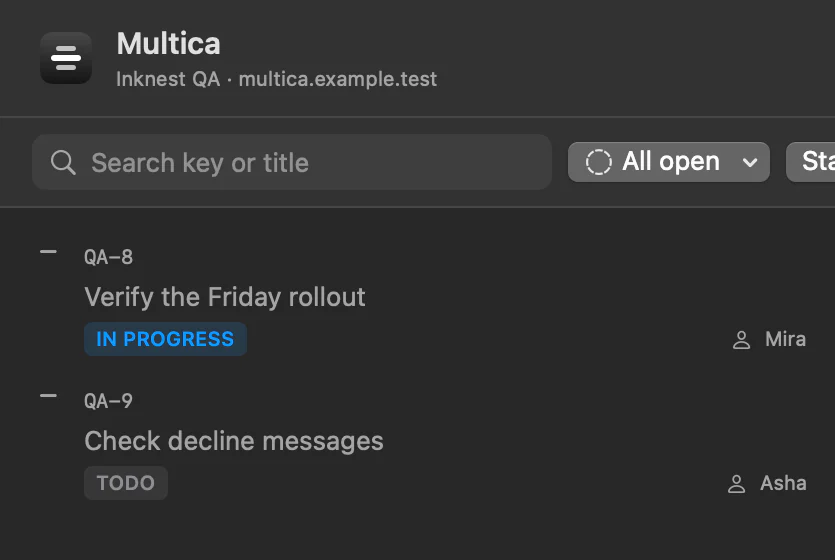 Multica
Inknest QA · multica.example.test
Search key or title
All open
Sta
QA–8
Verify the Friday rollout
IN PROGRESS
Mira
QA–9
Check decline messages
TODO
Asha